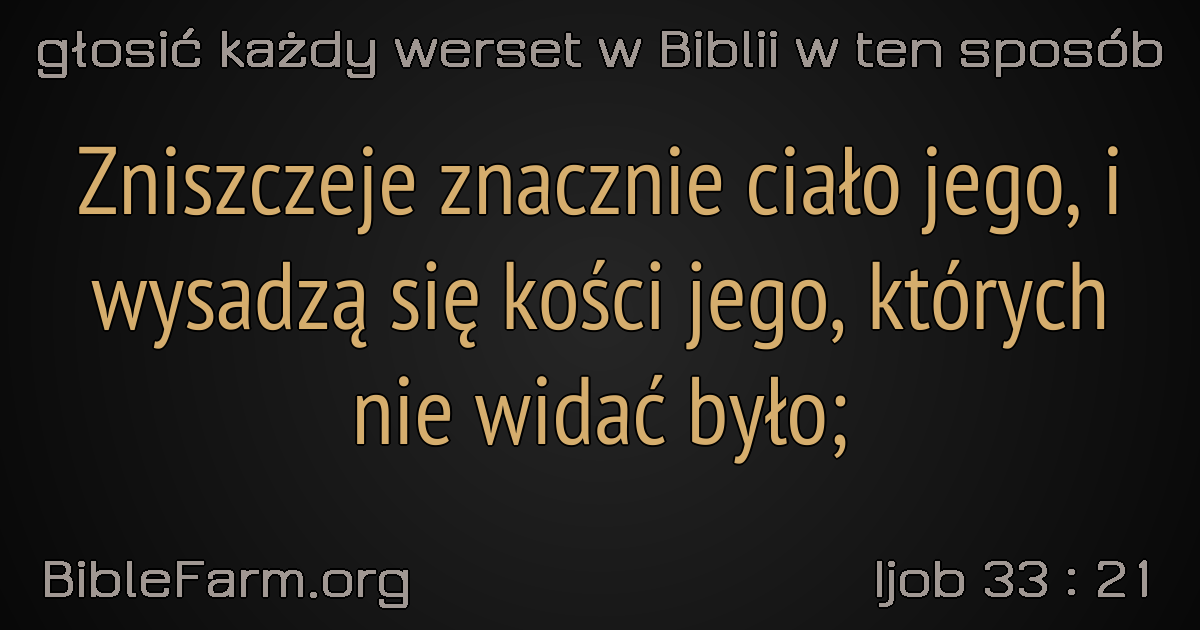 głosić każdy werset w Biblii w ten sposób
Zniszczeje znacznie ciało jego, i
wysadzą się kości jego, których
nie widać było;
BibleFarm.org
Ijob 33 : 21